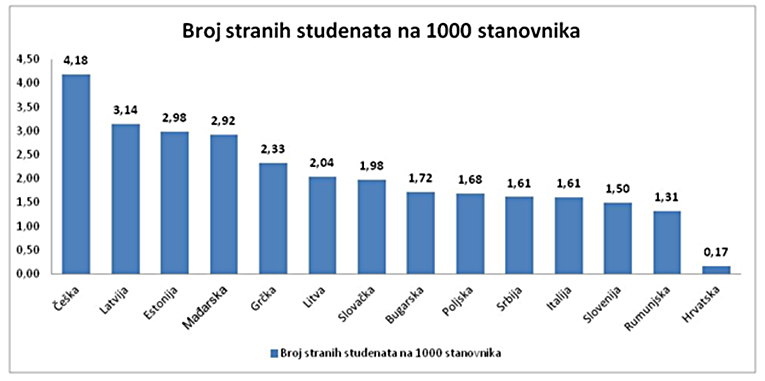 Broj stranih studenata na 1000 stanovnika
4,50
4,00
3,50
3,00
2,50
2,00
1,50
1,00
0,50
0,00
4,18
3,14
2,98
2,92
2,33
2,04
1,98
1,72
1,68
1,61
1,61
1,50
1,31
0,17
Češka
Latvija
Estonija
Mađarska
Grčka
Litva
Slovačka
Bugarska
Poljska
Srbija
Italija
Slovenija
Rumunjska
Hrvatska
Broj stranih studenata na 1000 stanovnika